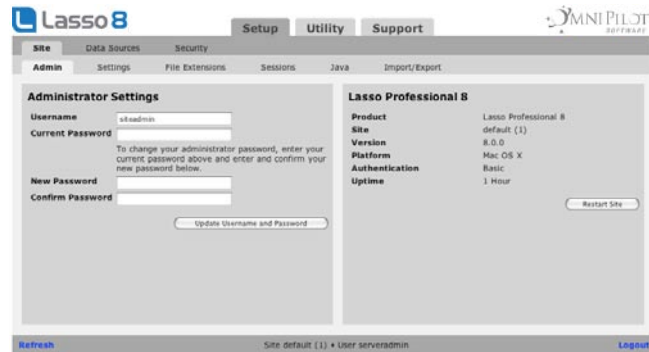 Lasso 8
Setup Utility Support
OMNI PILOT
SOFTWARE
Site Data Sources Security
Admin Settings File Extensions Sessions Java Import/Export
Administrator Settings
Username siteadmin
Current Password
To change your administrator password, enter your
current password above and enter and confirm your
new password below.
New Password
Confirm Password
Update Username and Password
Lasso Professional 8
Product Lasso Professional 8
Site default (1)
Version 8.0.0
Platform Mac OS X
Authentication Basic
Uptime 1 Hour
Restart Site
Refresh Site default (1) • User serveradmin Logout